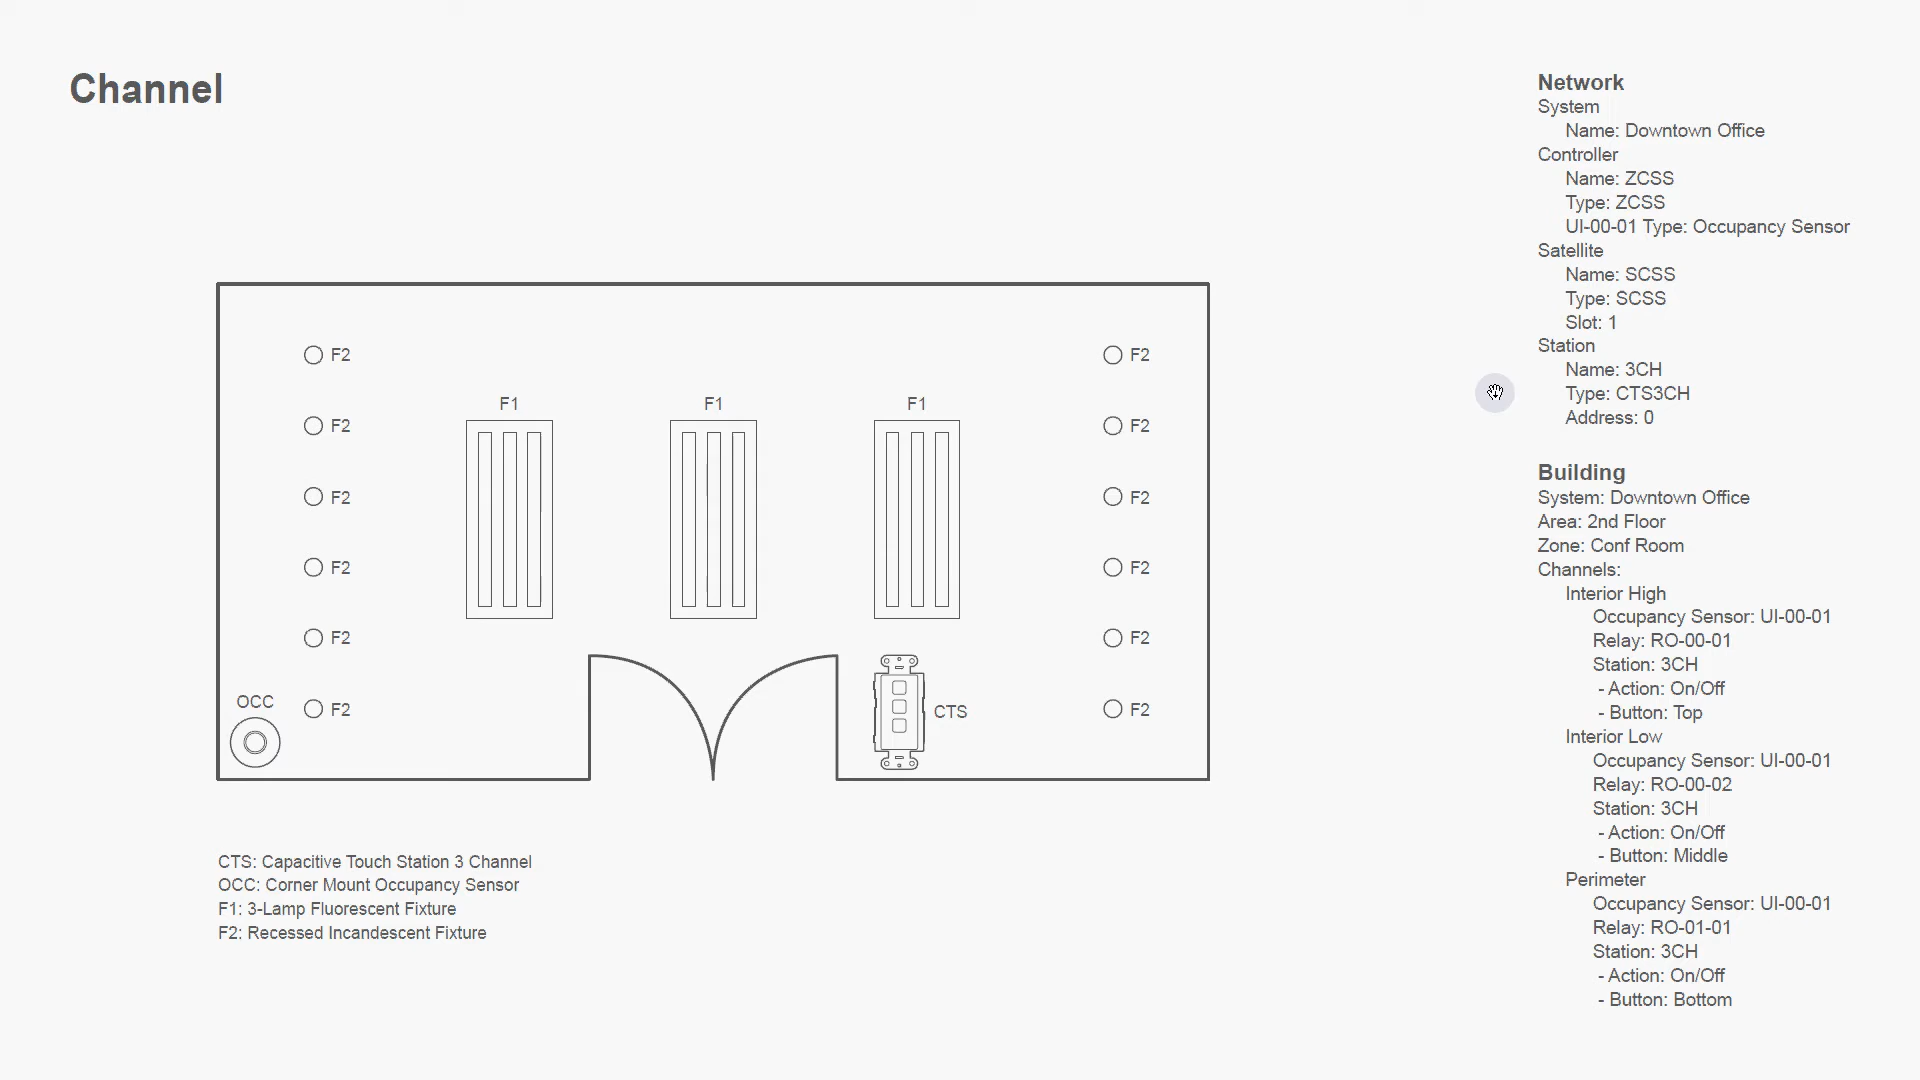 Channel
F2
F2
F2
F2
F2
F2
OCC
F1
F1
F1
CTS
F2
F2
F2
F2
F2
F2
CTS: Capacitive Touch Station 3 Channel
OCC: Corner Mount Occupancy Sensor
F1: 3-Lamp Fluorescent Fixture
F2: Recessed Incandescent Fixture
Network
System
Name: Downtown Office
Controller
Name: ZCSS
Type: ZCSS
UI-00-01 Type: Occupancy Sensor
Satellite
Name: SCSS
Type: SCSS
Slot: 1
Station
Name: 3CH
Type: CTS3CH
Address: 0
Building
System: Downtown Office
Area: 2nd Floor
Zone: Conf Room
Channels:
Interior High
Occupancy Sensor: UI-00-01
Relay: RO-00-01
Station: 3CH
- Action: On/Off
- Button: Top
Interior Low
Occupancy Sensor: UI-00-01
Relay: RO-00-02
Station: 3CH
- Action: On/Off
- Button: Middle
Perimeter
Occupancy Sensor: UI-00-01
Relay: RO-01-01
Station: 3CH
- Action: On/Off
- Button: Bottom